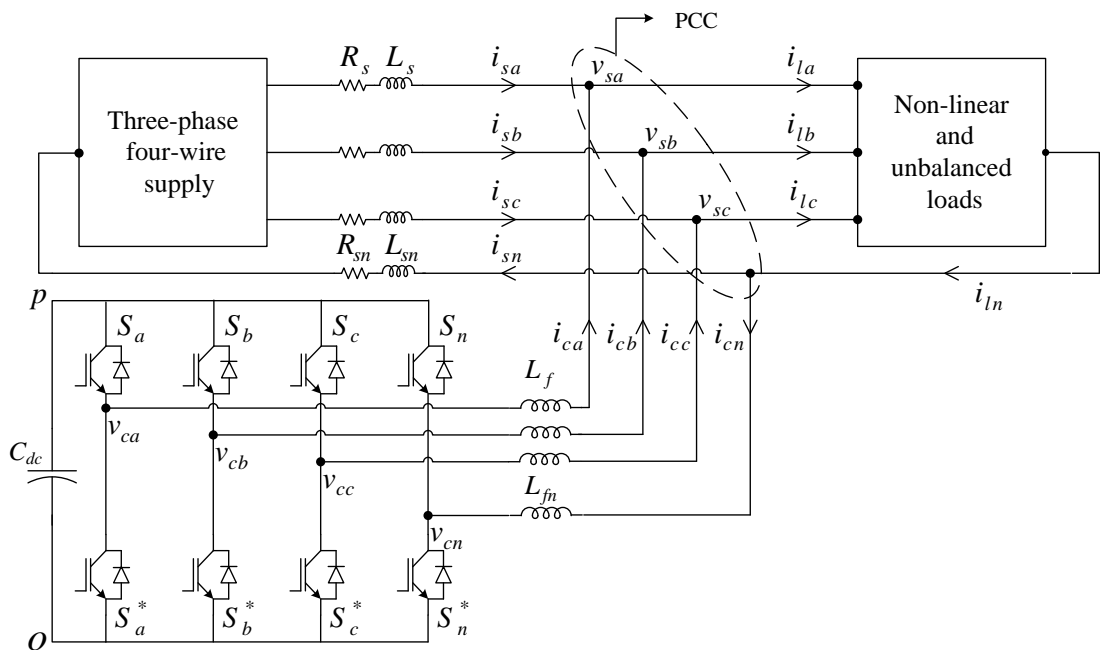 PCC
R_s L_s i_sa v_sa i_la
Three-phase
four-wire
supply
i_sb v_sb i_lb
Non-linear
and
unbalanced
loads
i_sc v_sc i_lc
R_sn L_sn i_sn
i_ln
p
S_a S_b S_c S_n
i_ca i_cb i_cc i_cn
L_f
v_ca
v_cb
C_dc
v_cc
L_fn
v_cn
S_a^* S_b^* S_c^* S_n^*
o